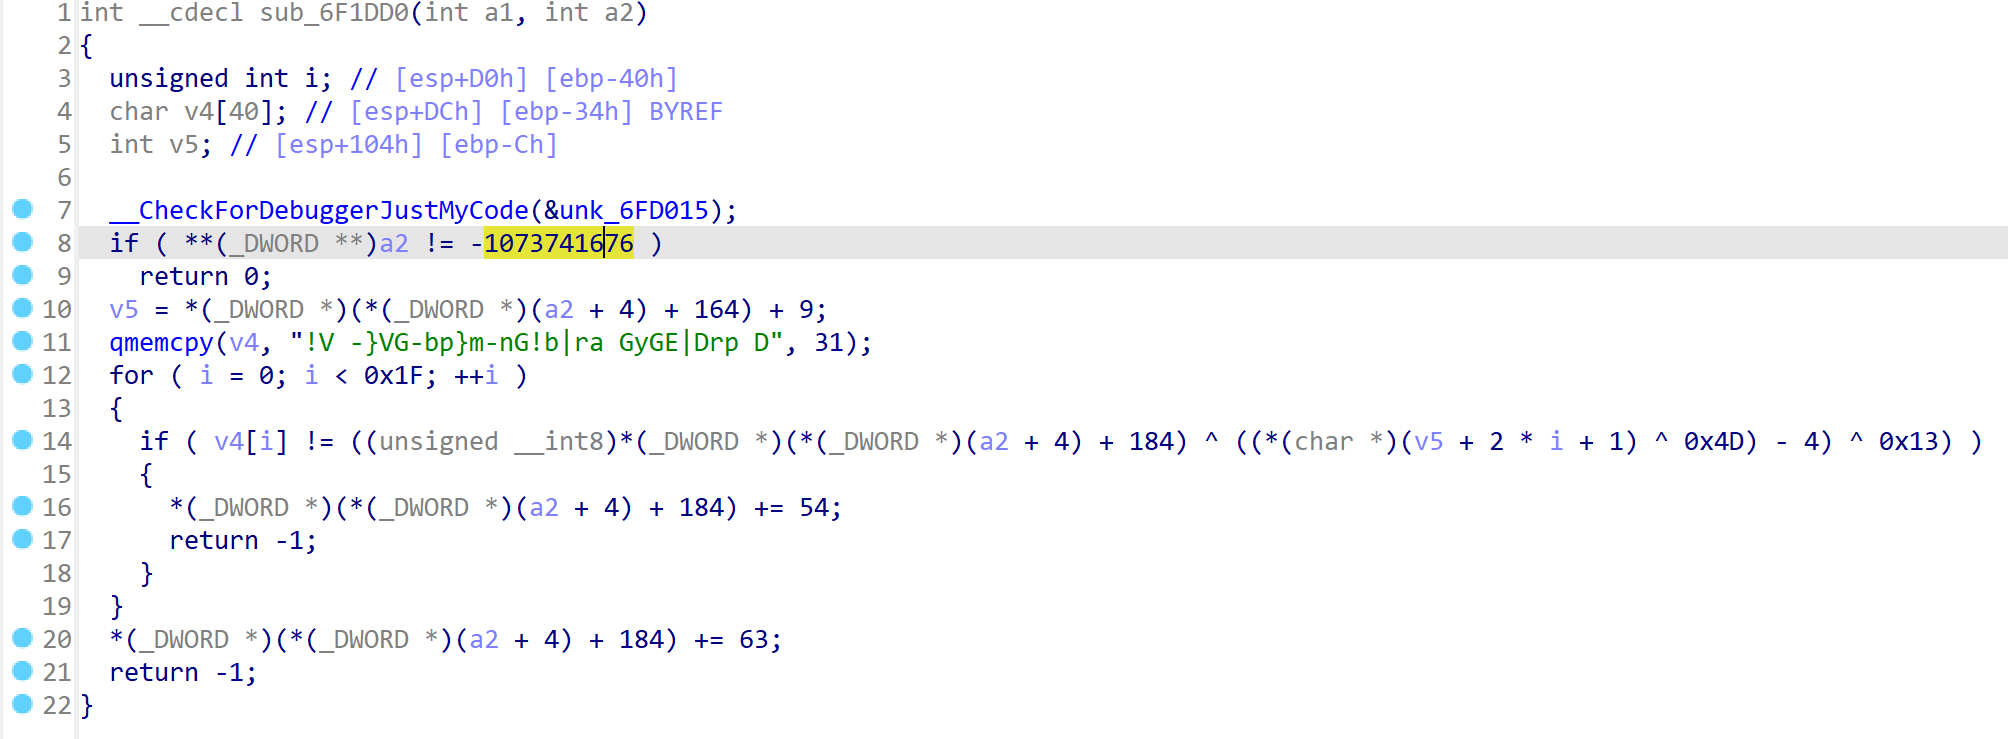 1 int __cdecl sub_6F1DD0(int a1, int a2)
2 {
3   unsigned int i; // [esp+D0h] [ebp-40h]
4   char v4[40]; // [esp+DCh] [ebp-34h] BYREF
5   int v5; // [esp+104h] [ebp-Ch]
6
7   __CheckForDebuggerJustMyCode(&unk_6FD015);
8   if ( **(_DWORD **)a2 != -1073741676 )
9     return 0;
10   v5 = *(_DWORD *)(*(_DWORD *)(a2 + 4) + 164) + 9;
11   qmemcpy(v4, "!V -}VG-bp}m-nG!b|ra GyGE|Drp D", 31);
12   for ( i = 0; i < 0x1F; ++i )
13   {
14     if ( v4[i] != ((unsigned __int8)*(_DWORD *)(*(_DWORD *)(a2 + 4) + 184) ^ ((*(char *)(v5 + 2 * i + 1) ^ 0x4D) - 4) ^ 0x13) )
15     {
16       *(_DWORD *)(*(_DWORD *)(a2 + 4) + 184) += 54;
17       return -1;
18     }
19   }
20   *(_DWORD *)(*(_DWORD *)(a2 + 4) + 184) += 63;
21   return -1;
22 }